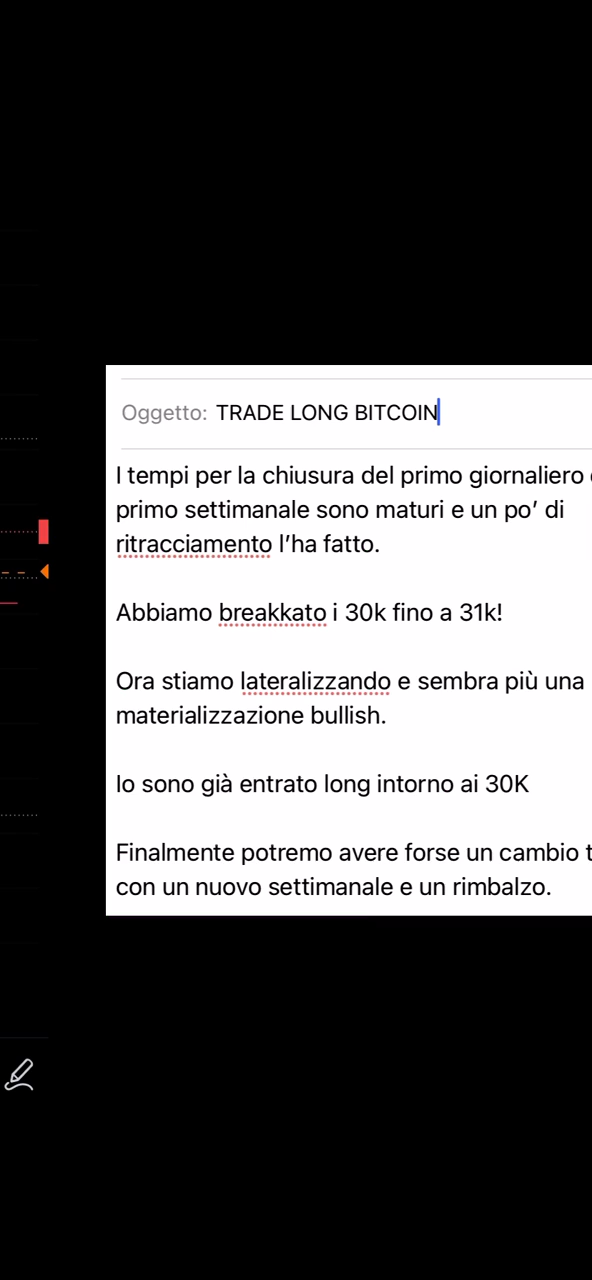 Oggetto: TRADE LONG BITCOIN
I tempi per la chiusura del primo giornaliero
primo settimanale sono maturi e un po’ di
ritracciamento l’ha fatto.
Abbiamo breakkato i 30k fino a 31k!
Ora stiamo lateralizzando e sembra più una
materializzazione bullish.
Io sono già entrato long intorno ai 30K
Finalmente potremo avere forse un cambio
con un nuovo settimanale e un rimbalzo.